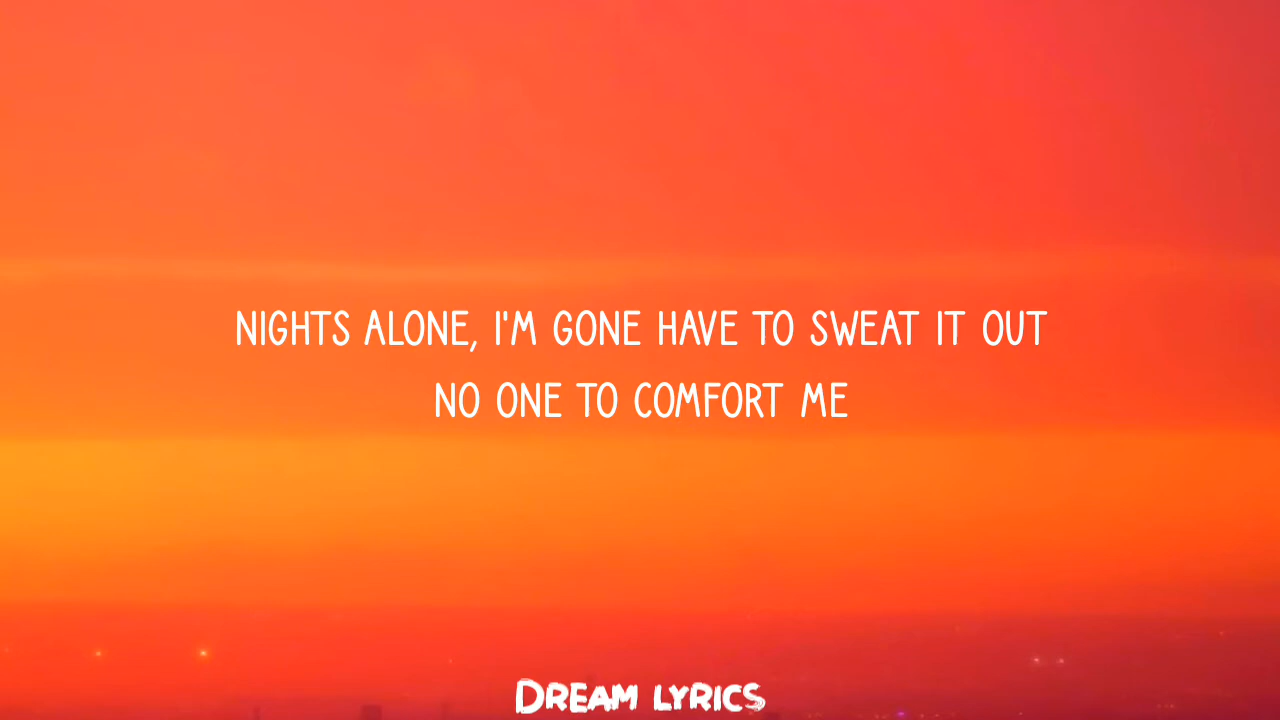 NIGHTS ALONE, I'M GONE HAVE TO SWEAT IT OUT
NO ONE TO COMFORT ME
DREAM LYRICS